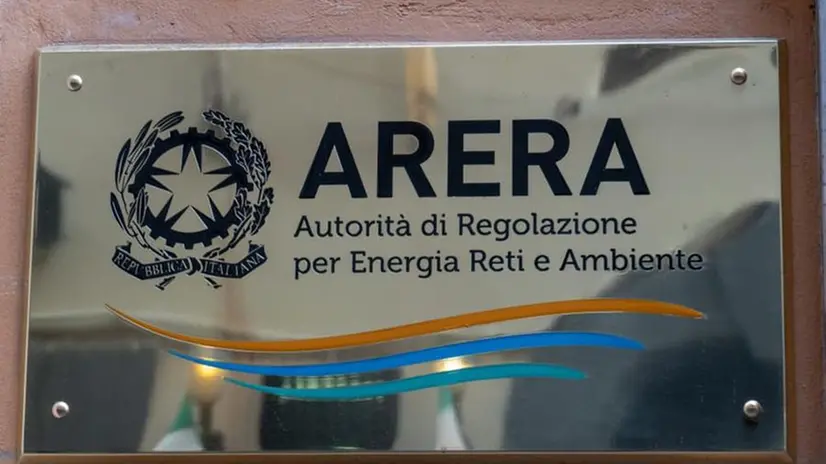 ARERA
Autorità di Regolazione
per Energia Reti e Ambiente
REPVBBLICA ITALIANA